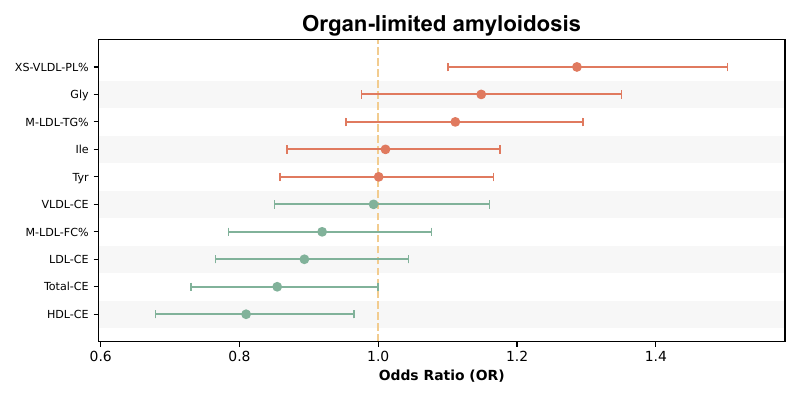 Organ-limited amyloidosis
XS-VLDL-PL%
Gly
M-LDL-TG%
Ile
Tyr
VLDL-CE
M-LDL-FC%
LDL-CE
Total-CE
HDL-CE
0.6 0.8 1.0 1.2 1.4
Odds Ratio (OR)